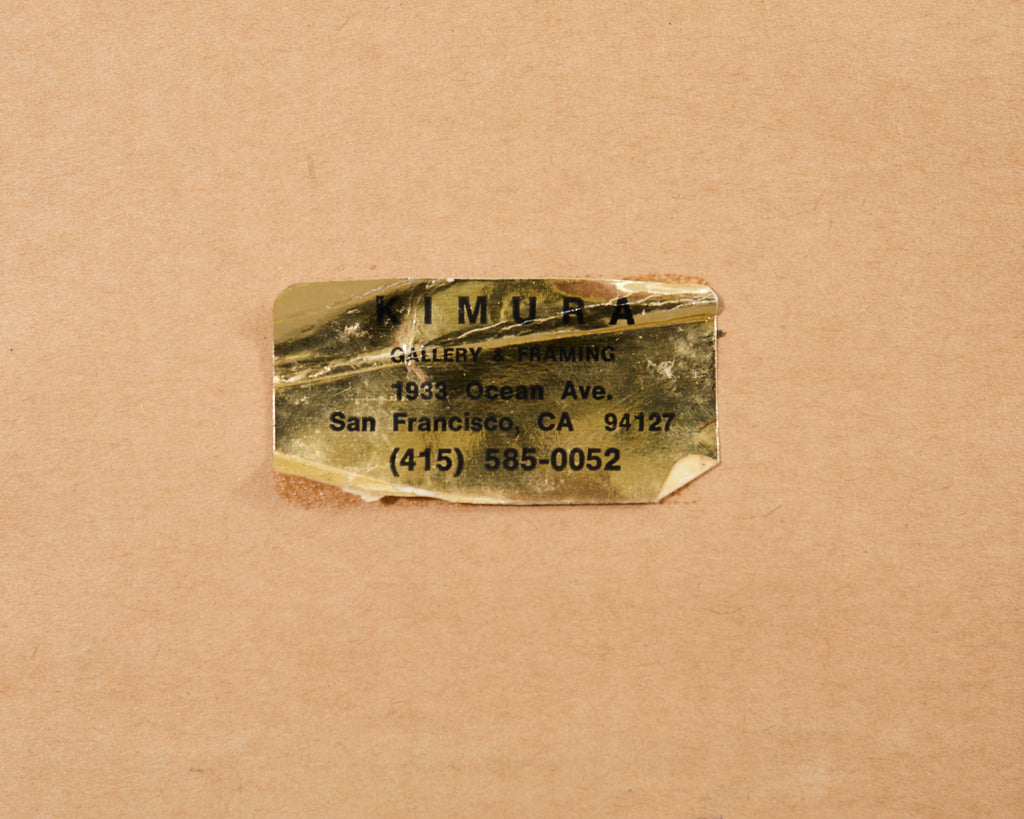 KIMURA
GALLERY & FRAMING
1933 Ocean Ave.
San Francisco, CA 94127
(415) 585-0052